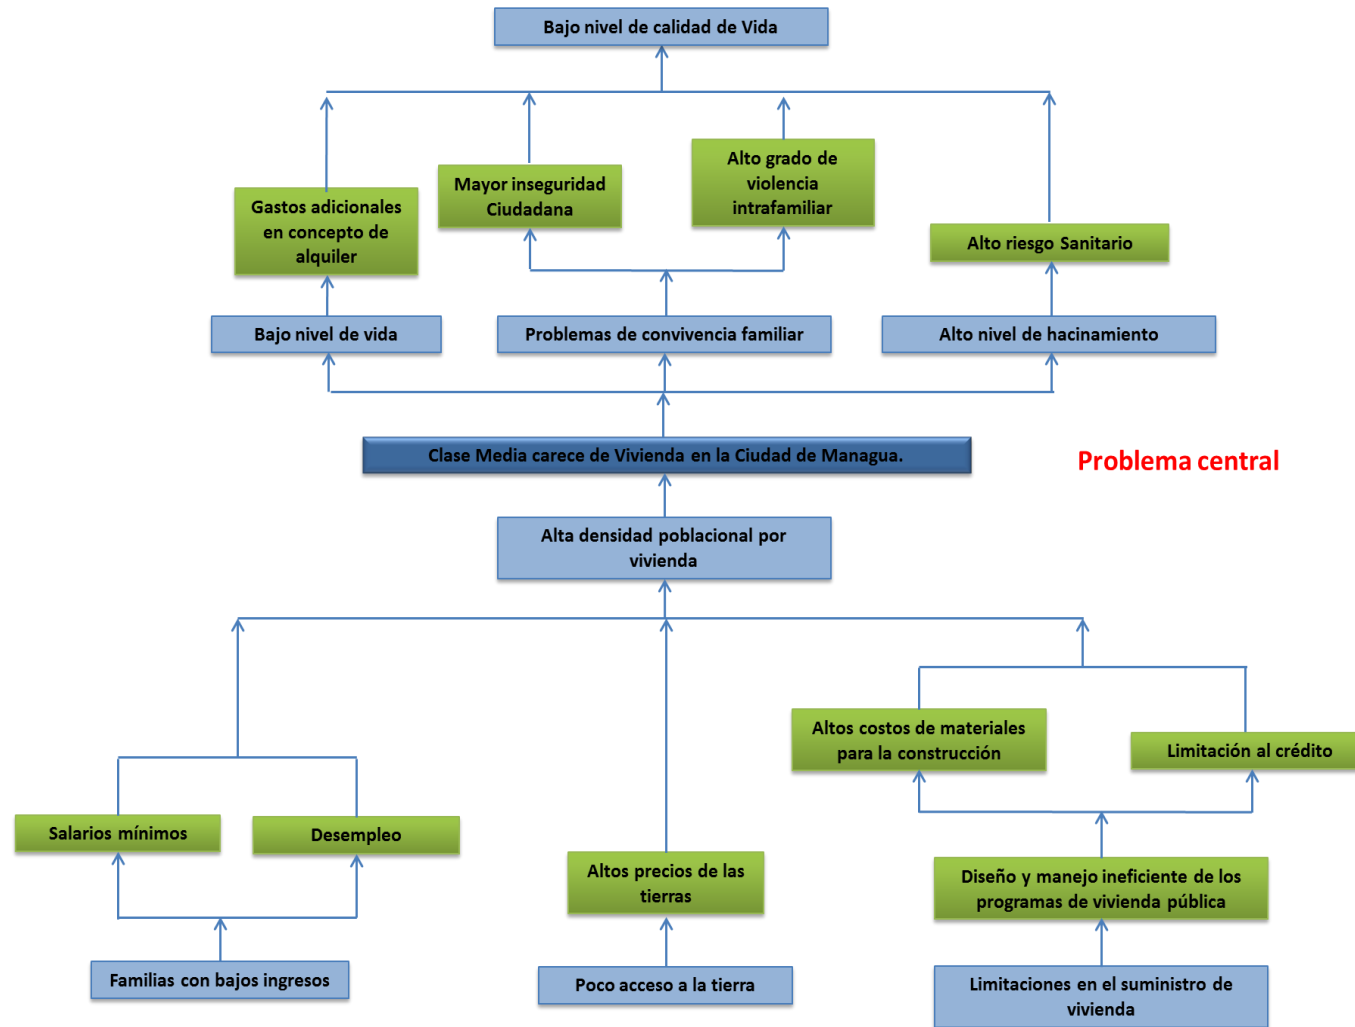 Bajo nivel de calidad de Vida
Gastos adicionales
en concepto de
alquiler
Mayor inseguridad
Ciudadana
Alto grado de
violencia
intrafamiliar
Alto riesgo Sanitario
Bajo nivel de vida
Problemas de convivencia familiar
Alto nivel de hacinamiento
Clase Media carece de Vivienda en la Ciudad de Managua.
Problema central
Alta densidad poblacional por
vivienda
Altos costos de materiales
para la construcción
Limitación al crédito
Salarios mínimos
Desempleo
Altos precios de las
tierras
Diseño y manejo ineficiente de los
programas de vivienda pública
Familias con bajos ingresos
Poco acceso a la tierra
Limitaciones en el suministro de
vivienda